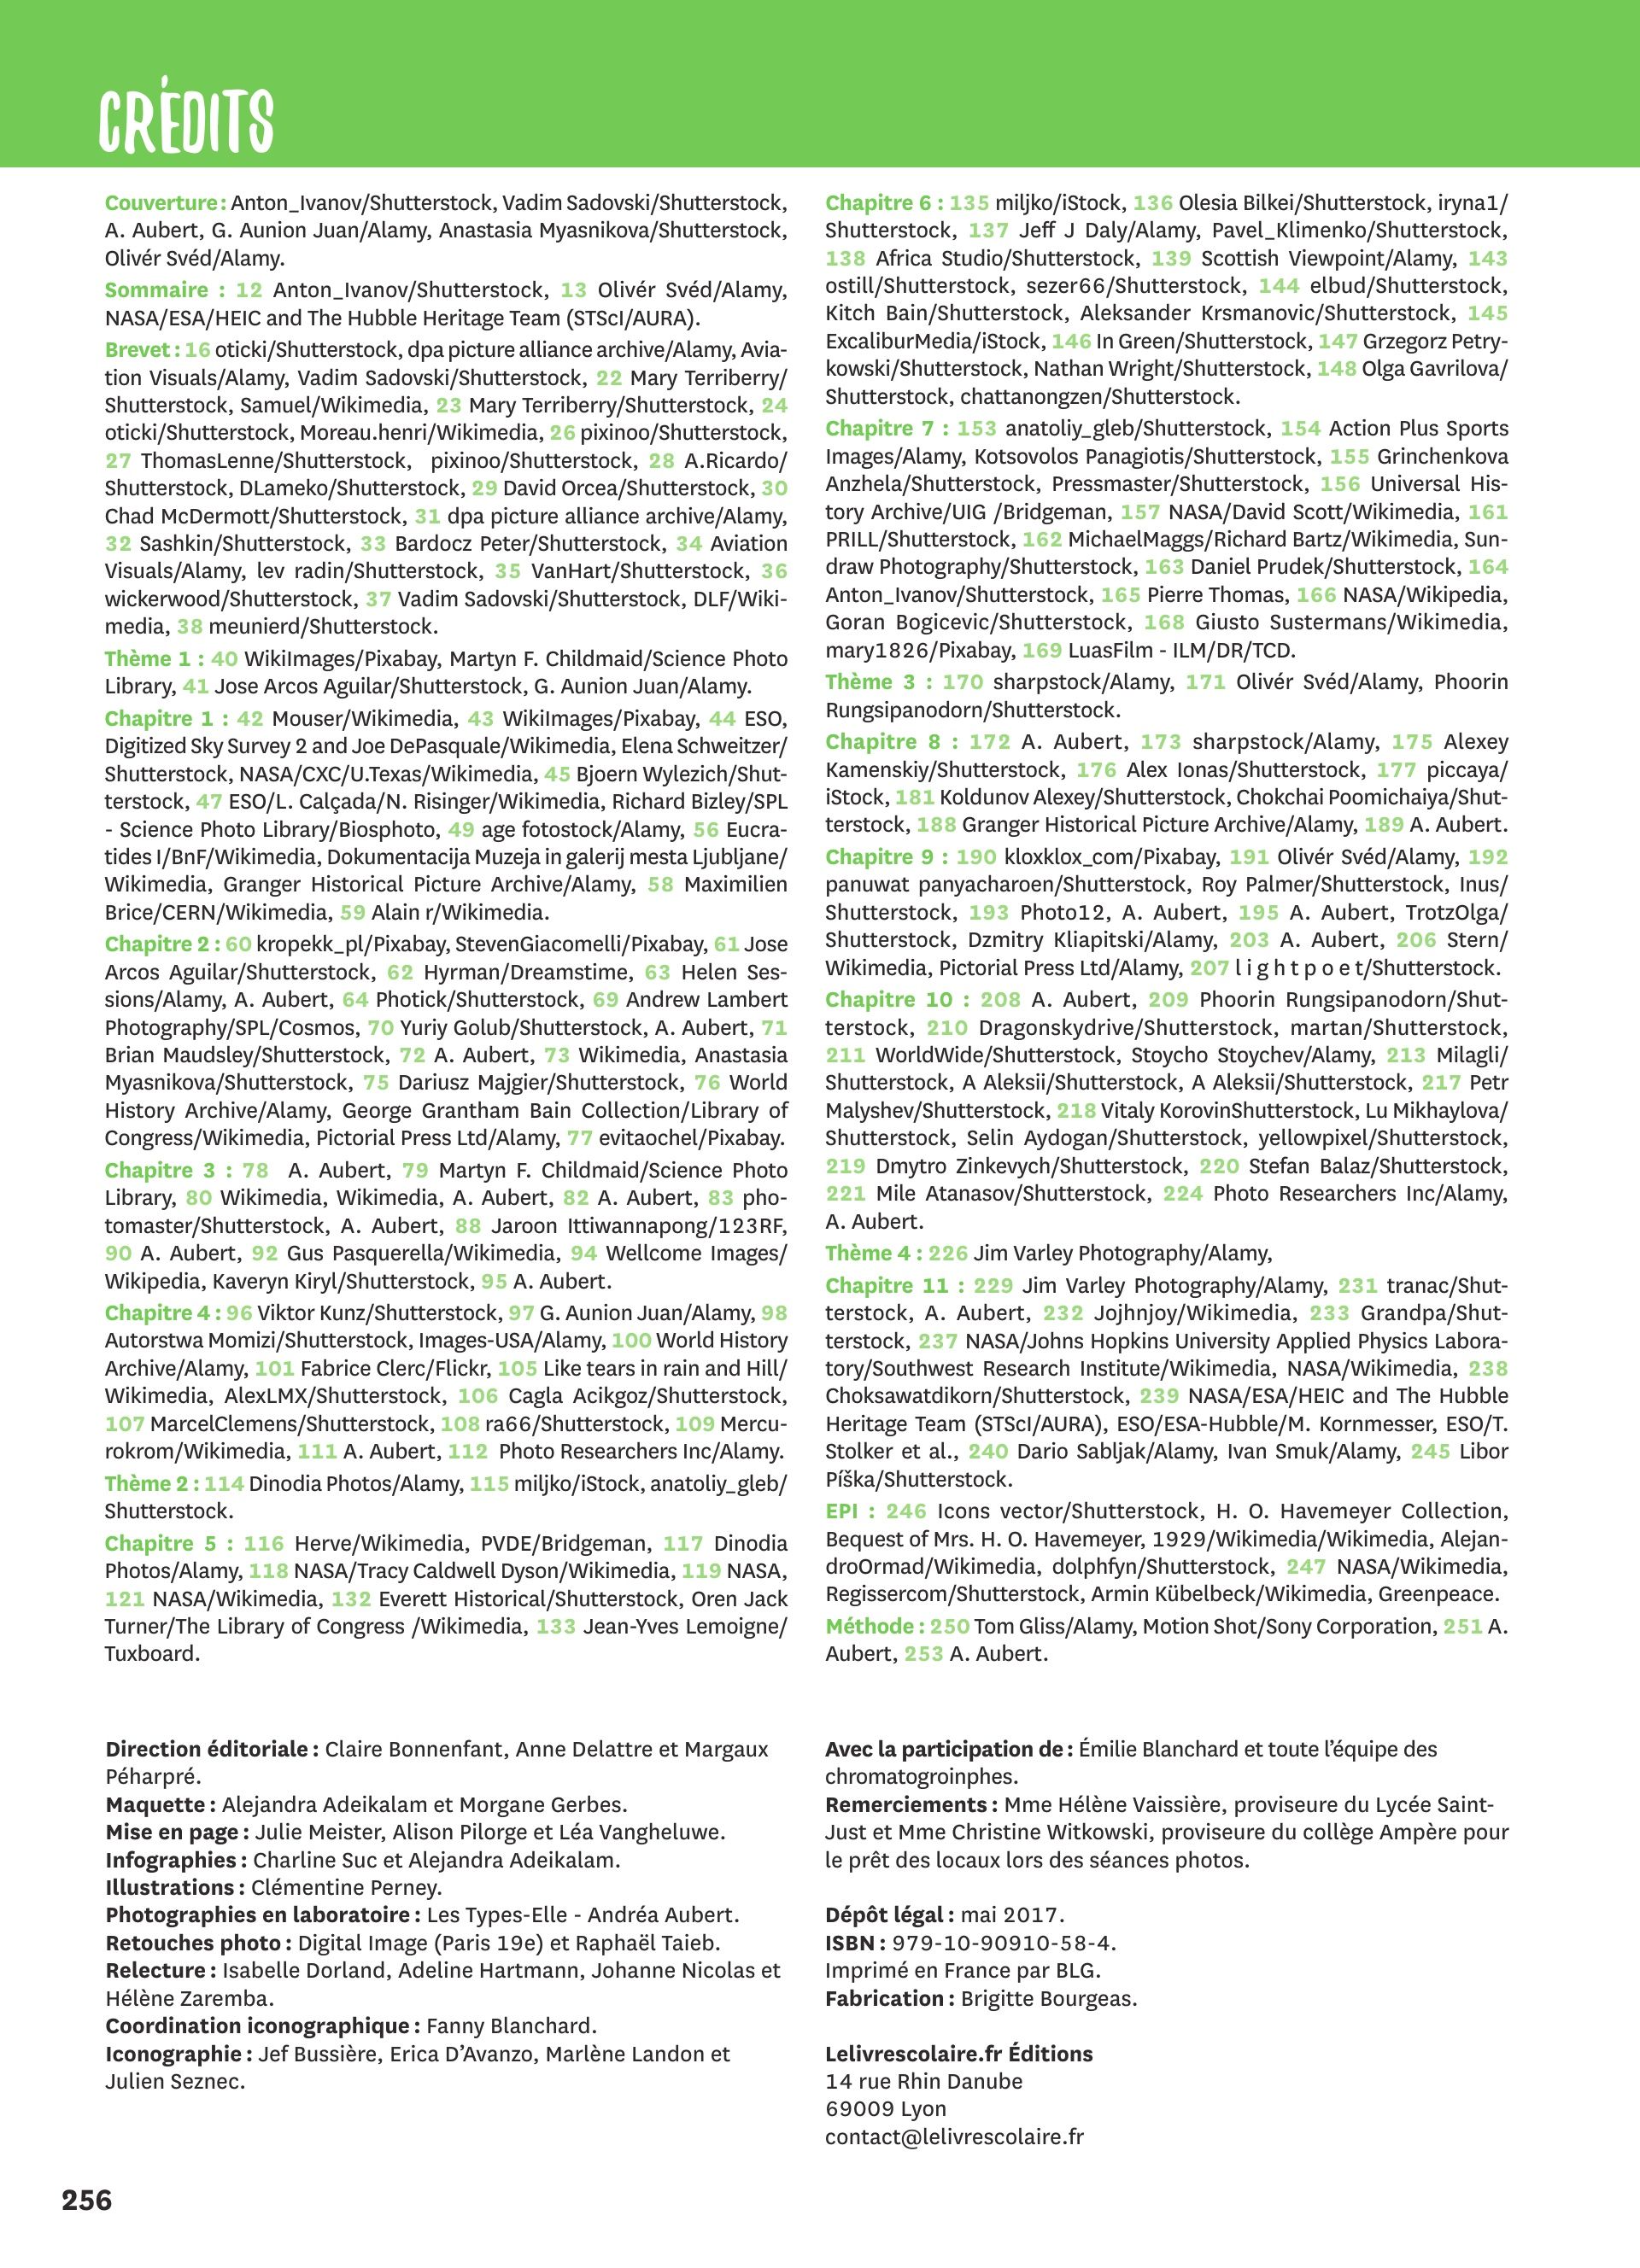 CRÉDITS
Couverture : Anton_Ivanov/Shutterstock, Vadim Sadovski/Shutterstock,
A. Aubert, G. Aunion Juan/Alamy, Anastasia Myasnikova/Shutterstock,
Olivér Svéd/Alamy.
Sommaire : 12 Anton_Ivanov/Shutterstock, 13 Olivér Svéd/Alamy,
NASA/ESA/HEIC and The Hubble Heritage Team (STScI/AURA).
Brevet : 16 oticki/Shutterstock, dpa picture alliance archive/Alamy, Avia-
tion Visuals/Alamy, Vadim Sadovski/Shutterstock, 22 Mary Terriberry/
Shutterstock, Samuel/Wikimedia, 23 Mary Terriberry/Shutterstock, 24
oticki/Shutterstock, Moreau.henri/Wikimedia, 26 pixinoo/Shutterstock,
27 ThomasLenne/Shutterstock, pixinoo/Shutterstock, 28 A.Ricardo/
Shutterstock, DLameko/Shutterstock, 29 David Orcea/Shutterstock, 30
Chad McDermott/Shutterstock, 31 dpa picture alliance archive/Alamy,
32 Sashkin/Shutterstock, 33 Bardocz Peter/Shutterstock, 34 Aviation
Visuals/Alamy, lev radin/Shutterstock, 35 VanHart/Shutterstock, 36
wickerwood/Shutterstock, 37 Vadim Sadovski/Shutterstock, DLF/Wiki-
media, 38 meunierd/Shutterstock.
Thème 1 : 40 WikiImages/Pixabay, Martyn F. Childmaid/Science Photo
Library, 41 Jose Arcos Aguilar/Shutterstock, G. Aunion Juan/Alamy.
Chapitre 1 : 42 Mouser/Wikimedia, 43 WikiImages/Pixabay, 44 ESO,
Digitized Sky Survey 2 and Joe DePasquale/Wikimedia, Elena Schweitzer/
Shutterstock, NASA/CXC/U.Texas/Wikimedia, 45 Bjoern Wylezich/Shut-
terstock, 47 ESO/L. Calçada/N. Risinger/Wikimedia, Richard Bizley/SPL
- Science Photo Library/Biosphoto, 49 age fotostock/Alamy, 56 Eucra-
tides I/BnF/Wikimedia, Dokumentacija Muzeja in galerij mesta Ljubljane/
Wikimedia, Granger Historical Picture Archive/Alamy, 58 Maximilien
Brice/CERN/Wikimedia, 59 Alain r/Wikimedia.
Chapitre 2 : 60 kropekk_pl/Pixabay, StevenGiacomelli/Pixabay, 61 Jose
Arcos Aguilar/Shutterstock, 62 Hyrman/Dreamstime, 63 Helen Ses-
sions/Alamy, A. Aubert, 64 Photick/Shutterstock, 69 Andrew Lambert
Photography/SPL/Cosmos, 70 Yuriy Golub/Shutterstock, A. Aubert, 71
Brian Maudsley/Shutterstock, 72 A. Aubert, 73 Wikimedia, Anastasia
Myasnikova/Shutterstock, 75 Dariusz Majgier/Shutterstock, 76 World
History Archive/Alamy, George Grantham Bain Collection/Library of
Congress/Wikimedia, Pictorial Press Ltd/Alamy, 77 evitaochel/Pixabay.
Chapitre 3 : 78 A. Aubert, 79 Martyn F. Childmaid/Science Photo
Library, 80 Wikimedia, Wikimedia, A. Aubert, 82 A. Aubert, 83 pho-
tomaster/Shutterstock, A. Aubert, 88 Jaroon Ittiwannapong/123RF,
90 A. Aubert, 92 Gus Pasquerella/Wikimedia, 94 Wellcome Images/
Wikipedia, Kaveryn Kiryl/Shutterstock, 95 A. Aubert.
Chapitre 4 : 96 Viktor Kunz/Shutterstock, 97 G. Aunion Juan/Alamy, 98
Autorstwa Momizi/Shutterstock, Images-USA/Alamy, 100 World History
Archive/Alamy, 101 Fabrice Clerc/Flickr, 105 Like tears in rain and Hill/
Wikimedia, AlexLMX/Shutterstock, 106 Cagla Acikgoz/Shutterstock,
107 MarcelClemens/Shutterstock, 108 ra66/Shutterstock, 109 Mercu-
rokrom/Wikimedia, 111 A. Aubert, 112 Photo Researchers Inc/Alamy.
Thème 2 : 114 Dinodia Photos/Alamy, 115 miljko/iStock, anatoliy_gleb/
Shutterstock.
Chapitre 5 : 116 Herve/Wikimedia, PVDE/Bridgeman, 117 Dinodia
Photos/Alamy, 118 NASA/Tracy Caldwell Dyson/Wikimedia, 119 NASA,
121 NASA/Wikimedia, 132 Everett Historical/Shutterstock, Oren Jack
Turner/The Library of Congress /Wikimedia, 133 Jean-Yves Lemoigne/
Tuxboard.
Chapitre 6 : 135 miljko/iStock, 136 Olesia Bilkei/Shutterstock, iryna1/
Shutterstock, 137 Jeff J Daly/Alamy, Pavel_Klimenko/Shutterstock,
138 Africa Studio/Shutterstock, 139 Scottish Viewpoint/Alamy, 143
ostill/Shutterstock, sezer66/Shutterstock, 144 elbud/Shutterstock,
Kitch Bain/Shutterstock, Aleksander Krsmanovic/Shutterstock, 145
ExcaliburMedia/iStock, 146 In Green/Shutterstock, 147 Grzegorz Petry-
kowski/Shutterstock, Nathan Wright/Shutterstock, 148 Olga Gavrilova/
Shutterstock, chattanongzen/Shutterstock.
Chapitre 7 : 153 anatoliy_gleb/Shutterstock, 154 Action Plus Sports
Images/Alamy, Kotsovolos Panagiotis/Shutterstock, 155 Grinchenkova
Anzhela/Shutterstock, Pressmaster/Shutterstock, 156 Universal His-
tory Archive/UIG /Bridgeman, 157 NASA/David Scott/Wikimedia, 161
PRILL/Shutterstock, 162 MichaelMaggs/Richard Bartz/Wikimedia, Sun-
draw Photography/Shutterstock, 163 Daniel Prudek/Shutterstock, 164
Anton_Ivanov/Shutterstock, 165 Pierre Thomas, 166 NASA/Wikipedia,
Goran Bogicevic/Shutterstock, 168 Giusto Sustermans/Wikimedia,
mary1826/Pixabay, 169 LuasFilm - ILM/DR/TCD.
Thème 3 : 170 sharpstock/Alamy, 171 Olivér Svéd/Alamy, Phoorin
Rungsipanodorn/Shutterstock.
Chapitre 8 : 172 A. Aubert, 173 sharpstock/Alamy, 175 Alexey
Kamenskiy/Shutterstock, 176 Alex Ionas/Shutterstock, 177 piccaya/
iStock, 181 Koldunov Alexey/Shutterstock, Chokchai Poomichaiya/Shut-
terstock, 188 Granger Historical Picture Archive/Alamy, 189 A. Aubert.
Chapitre 9 : 190 kloxklox_com/Pixabay, 191 Olivér Svéd/Alamy, 192
panuwat panyacharoen/Shutterstock, Roy Palmer/Shutterstock, Inus/
Shutterstock, 193 Photo12, A. Aubert, 195 A. Aubert, TrotzOlga/
Shutterstock, Dzmitry Kliapitski/Alamy, 203 A. Aubert, 206 Stern/
Wikimedia, Pictorial Press Ltd/Alamy, 207 l i g h t p o e t/Shutterstock.
Chapitre 10 : 208 A. Aubert, 209 Phoorin Rungsipanodorn/Shut-
terstock, 210 Dragonskydrive/Shutterstock, martan/Shutterstock,
211 WorldWide/Shutterstock, Stoycho Stoychev/Alamy, 213 Milagli/
Shutterstock, A Aleksii/Shutterstock, A Aleksii/Shutterstock, 217 Petr
Malyshev/Shutterstock, 218 Vitaly KorovinShutterstock, Lu Mikhaylova/
Shutterstock, Selin Aydogan/Shutterstock, yellowpixel/Shutterstock,
219 Dmytro Zinkevych/Shutterstock, 220 Stefan Balaz/Shutterstock,
221 Mile Atanasov/Shutterstock, 224 Photo Researchers Inc/Alamy,
A. Aubert.
Thème 4 : 226 Jim Varley Photography/Alamy,
Chapitre 11 : 229 Jim Varley Photography/Alamy, 231 tranac/Shut-
terstock, A. Aubert, 232 Jojhnjoy/Wikimedia, 233 Grandpa/Shut-
terstock, 237 NASA/Johns Hopkins University Applied Physics Labora-
tory/Southwest Research Institute/Wikimedia, NASA/Wikimedia, 238
Choksawatdikorn/Shutterstock, 239 NASA/ESA/HEIC and The Hubble
Heritage Team (STScI/AURA), ESO/ESA-Hubble/M. Kornmesser, ESO/T.
Stolker et al., 240 Dario Sabljak/Alamy, Ivan Smuk/Alamy, 245 Libor
Píška/Shutterstock.
EPI : 246 Icons vector/Shutterstock, H. O. Havemeyer Collection,
Bequest of Mrs. H. O. Havemeyer, 1929/Wikimedia/Wikimedia, Alejan-
droOrmad/Wikimedia, dolphfyn/Shutterstock, 247 NASA/Wikimedia,
Regissercom/Shutterstock, Armin Kübelbeck/Wikimedia, Greenpeace.
Méthode : 250 Tom Gliss/Alamy, Motion Shot/Sony Corporation, 251 A.
Aubert, 253 A. Aubert.
Direction éditoriale : Claire Bonnenfant, Anne Delattre et Margaux
Péharpré.
Maquette : Alejandra Adeikalam et Morgane Gerbes.
Mise en page : Julie Meister, Alison Pilorge et Léa Vangheluwe.
Infographies : Charline Suc et Alejandra Adeikalam.
Illustrations : Clémentine Perney.
Photographies en laboratoire : Les Types-Elle - Andréa Aubert.
Retouches photo : Digital Image (Paris 19e) et Raphaël Taieb.
Relecture : Isabelle Dorland, Adeline Hartmann, Johanne Nicolas et
Hélène Zaremba.
Coordination iconographique : Fanny Blanchard.
Iconographie : Jef Bussière, Erica D’Avanzo, Marlène Landon et
Julien Seznec.
Avec la participation de : Émilie Blanchard et toute l’équipe des
chromatogroinphes.
Remerciements : Mme Hélène Vaissière, proviseure du Lycée Saint-
Just et Mme Christine Witkowski, proviseure du collège Ampère pour
le prêt des locaux lors des séances photos.
Dépôt légal : mai 2017.
ISBN : 979-10-90910-58-4.
Imprimé en France par BLG.
Fabrication : Brigitte Bourgeas.
Lelivrescolaire.fr Éditions
14 rue Rhin Danube
69009 Lyon
contact@lelivrescolaire.fr
256